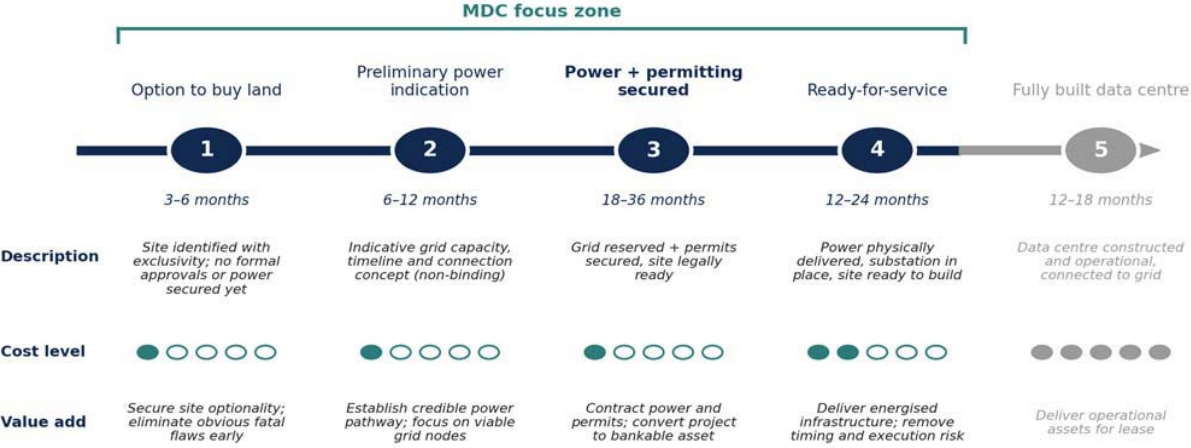 MDC focus zone
Option to buy land
Preliminary power
indication
Power + permitting
secured
Ready-for-service
Fully built data centre
1
2
3
4
5
3–6 months
6–12 months
18–36 months
12–24 months
12–18 months
Description
Site identified with
exclusivity; no formal
approvals or power
secured yet
Indicative grid capacity,
timeline and connection
concept (non-binding)
Grid reserved + permits
secured, site legally
ready
Power physically
delivered, substation in
place, site ready to build
Data centre constructed
and operational,
connected to grid
Cost level
Value add
Secure site optionality;
eliminate obvious fatal
flaws early
Establish credible power
pathway; focus on viable
grid nodes
Contract power and
permits; convert project
to bankable asset
Deliver energised
infrastructure; remove
timing and execution risk
Deliver operational
assets for lease